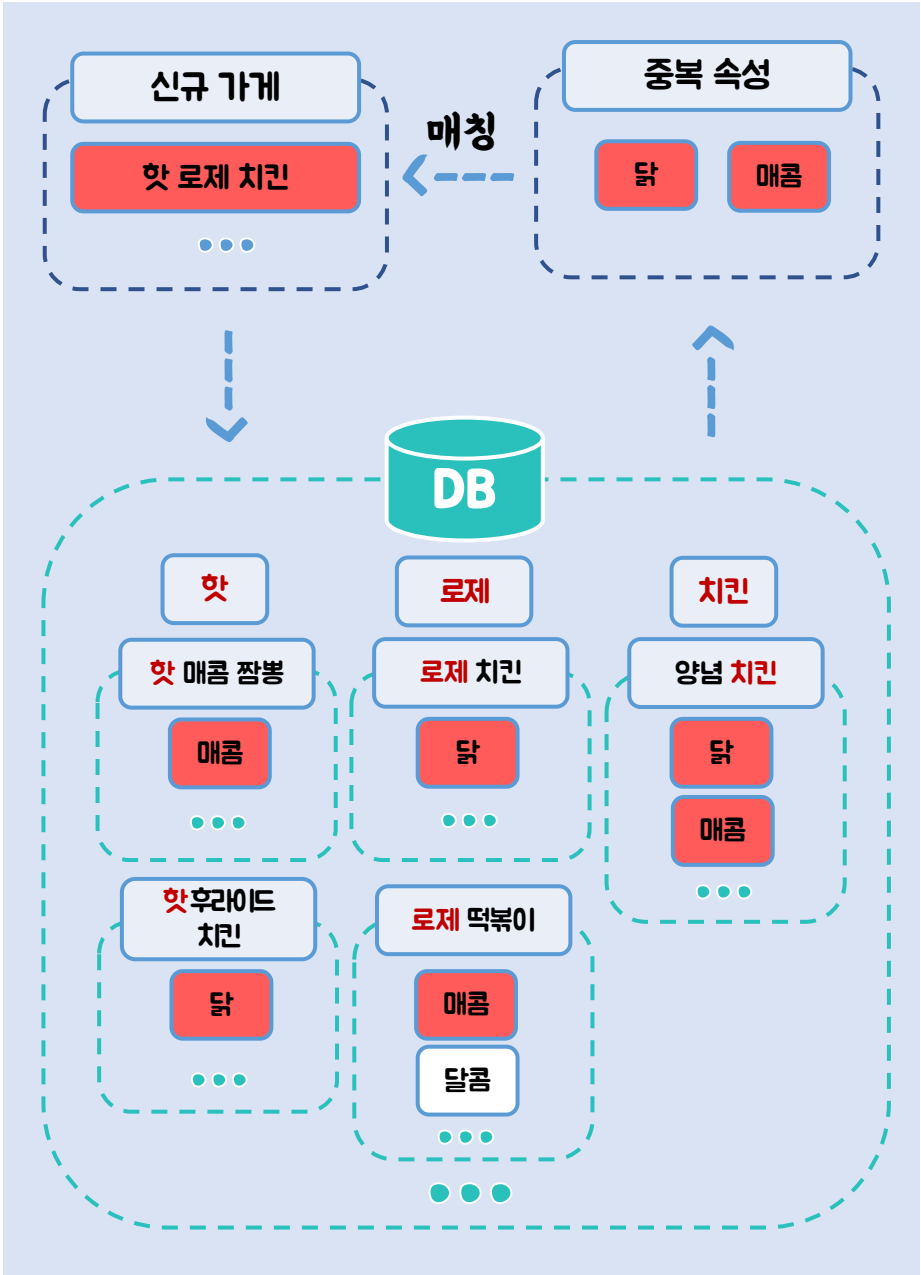 신규 가게
핫 로제 치킨
매칭
중복 속성
닭
매콤
DB
핫
핫 매콤 짬뽕
매콤
핫후라이드
치킨
닭
로제
로제 치킨
닭
로제 떡볶이
매콤
달콤
치킨
양념 치킨
닭
매콤